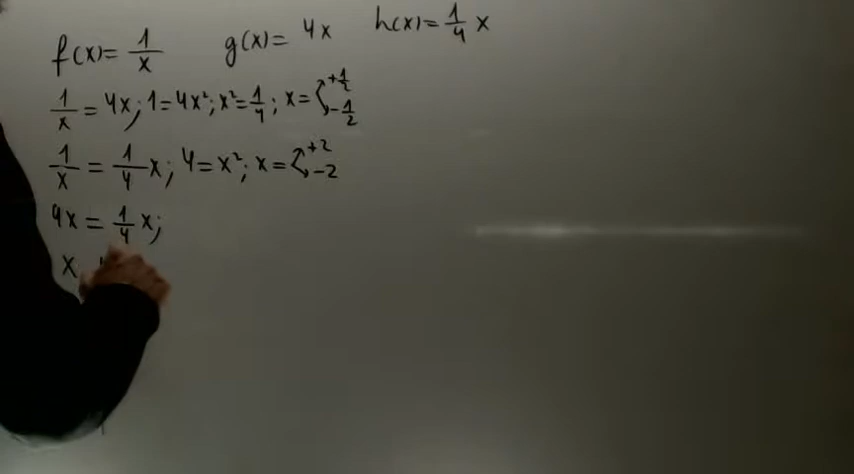 f(x)= 1/x   g(x)= 4x   h(x)= 1/4 x
1/x = 4x; 1=4x²; x²= 1/4; x= +1/2 -1/2
1/x = 1/4 x; 4=x²; x= +2 -2
4x = 1/4 x;
x